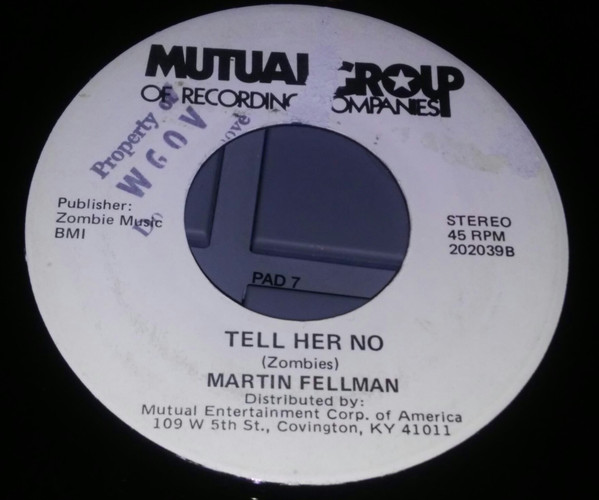 MUTUAL GROUP
OF RECORDING COMPANIES
Property of
WGOV
Publisher:
Zombie Music
BMI
STEREO
45 RPM
202039B
PAD 7
TELL HER NO
(Zombies)
MARTIN FELLMAN
Distributed by:
Mutual Entertainment Corp. of America
109 W 5th St., Covington, KY 41011